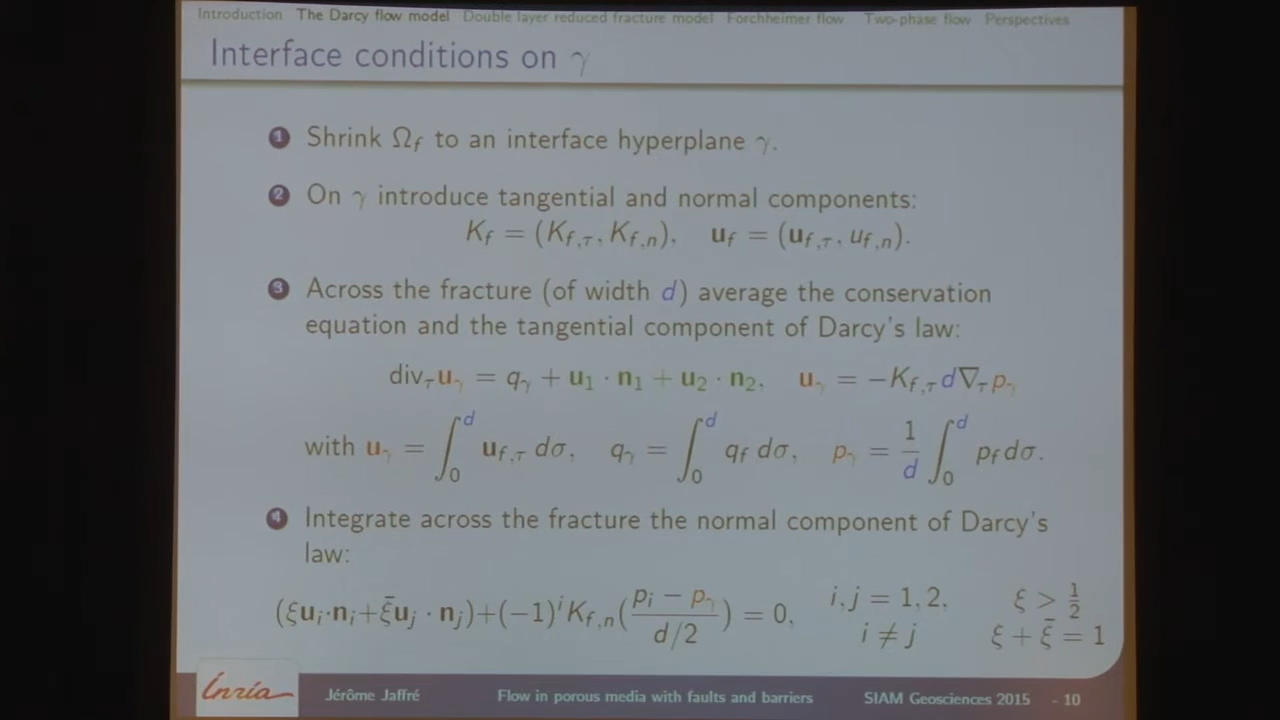 Introduction The Darcy flow model Double layer reduced fracture model Forchheimer flow Two-phase flow Perspectives
Interface conditions on γ
1 Shrink Ω_f to an interface hyperplane γ.
2 On γ introduce tangential and normal components:
K_f = (K_{f,τ}, K_{f,n}), u_f = (u_{f,τ}, u_{f,n}).
3 Across the fracture (of width d) average the conservation
equation and the tangential component of Darcy's law:
div_τ u_γ = q_γ + u_1 · n_1 + u_2 · n_2, u_γ = −K_{f,τ} d∇_τ p_γ
with u_γ = ∫_0^d u_{f,τ} dσ, q_γ = ∫_0^d q_f dσ, p_γ = 1/d ∫_0^d p_f dσ.
4 Integrate across the fracture the normal component of Darcy's
law:
(ξu_i·n_i + ξ̄u_j · n_j) + (−1)^i K_{f,n}((p_i − p_γ)/(d/2)) = 0, i, j = 1, 2, i ≠ j ξ > 1/2 ξ + ξ̄ = 1
Inria Jérôme Jaffré Flow in porous media with faults and barriers SIAM Geosciences 2015 - 10